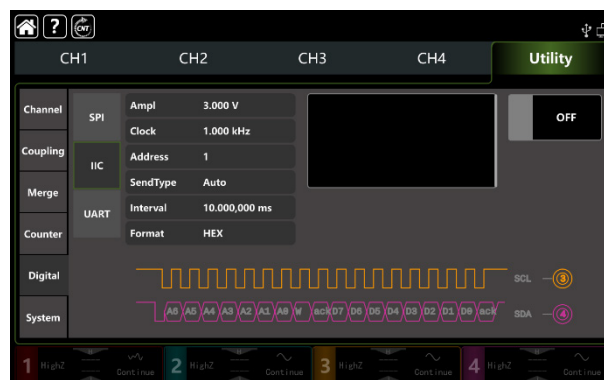 ? CNT
CH1 CH2 CH3 CH4 Utility
Channel
Coupling
Merge
Counter
Digital
System
SPI
IIC
UART
Ampl 3.000 V
Clock 1.000 kHz
Address 1
SendType Auto
Interval 10.000,000 ms
Format HEX
OFF
SCL 3
A6 A5 A4 A3 A2 A1 A0 W ack D7 D6 D5 D4 D3 D2 D1 D0 ack SDA 4
1 HighZ Continue 2 HighZ Continue 3 HighZ Continue 4 HighZ Continue